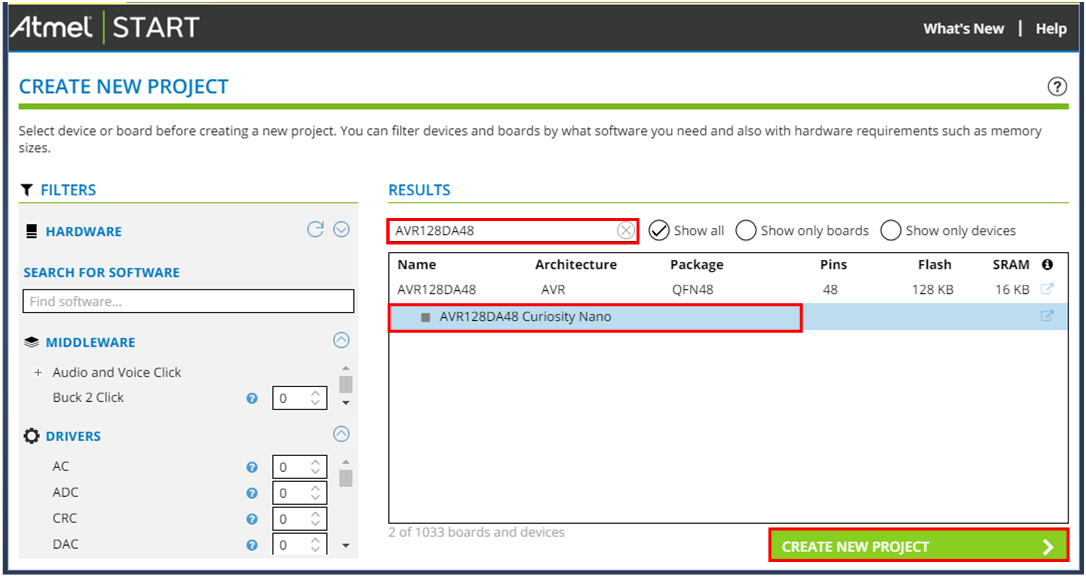 Atmel START
What's New | Help
CREATE NEW PROJECT
?
Select device or board before creating a new project. You can filter devices and boards by what software you need and also with hardware requirements such as memory
sizes.
FILTERS
HARDWARE
SEARCH FOR SOFTWARE
Find software...
MIDDLEWARE
+ Audio and Voice Click
Buck 2 Click ? 0
DRIVERS
AC ? 0
ADC ? 0
CRC ? 0
DAC ? 0
RESULTS
AVR128DA48 Show all Show only boards Show only devices
Name Architecture Package Pins Flash SRAM i
AVR128DA48 AVR QFN48 48 128 KB 16 KB
AVR128DA48 Curiosity Nano
2 of 1033 boards and devices
CREATE NEW PROJECT